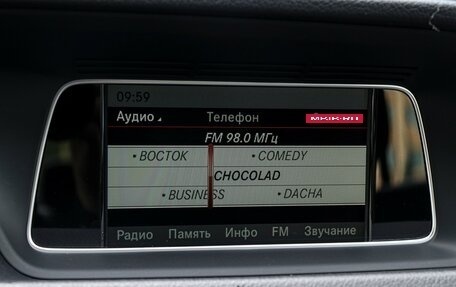 09:59
Аудио Телефон
FM 98.0 МГц
• ВОСТОК • COMEDY
CHOCOLAD
• BUSINESS • DACHA
Радио Память Инфо FM Звучание